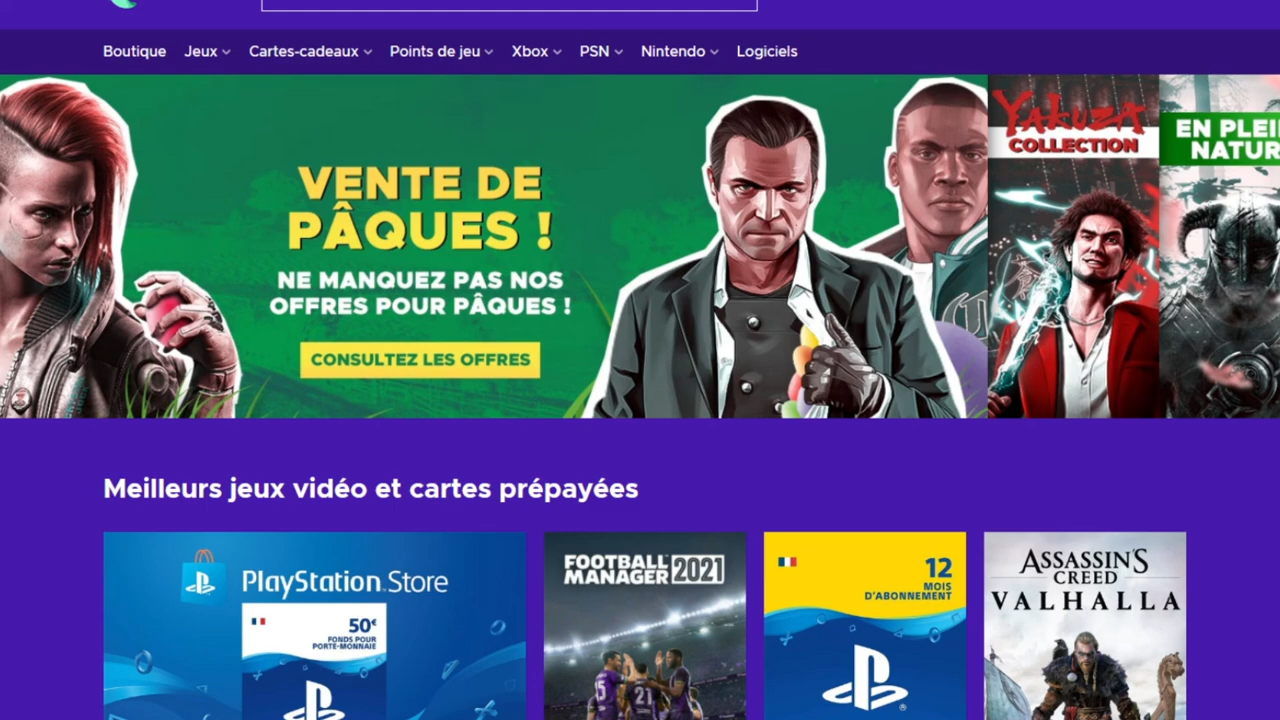 Boutique Jeux Cartes-cadeaux Points de jeu Xbox PSN Nintendo Logiciels
VENTE DE
PÂQUES !
NE MANQUEZ PAS NOS
OFFRES POUR PÂQUES !
CONSULTEZ LES OFFRES
YAKUZA
COLLECTION
EN PLEI
NATUR
Meilleurs jeux vidéo et cartes prépayées
PlayStation Store
50€
FONDS POUR
PORTE-MONNAIE
FOOTBALL
MANAGER 2021
15
21
12
MOIS
D'ABONNEMENT
ASSASSIN'S
CREED
VALHALLA